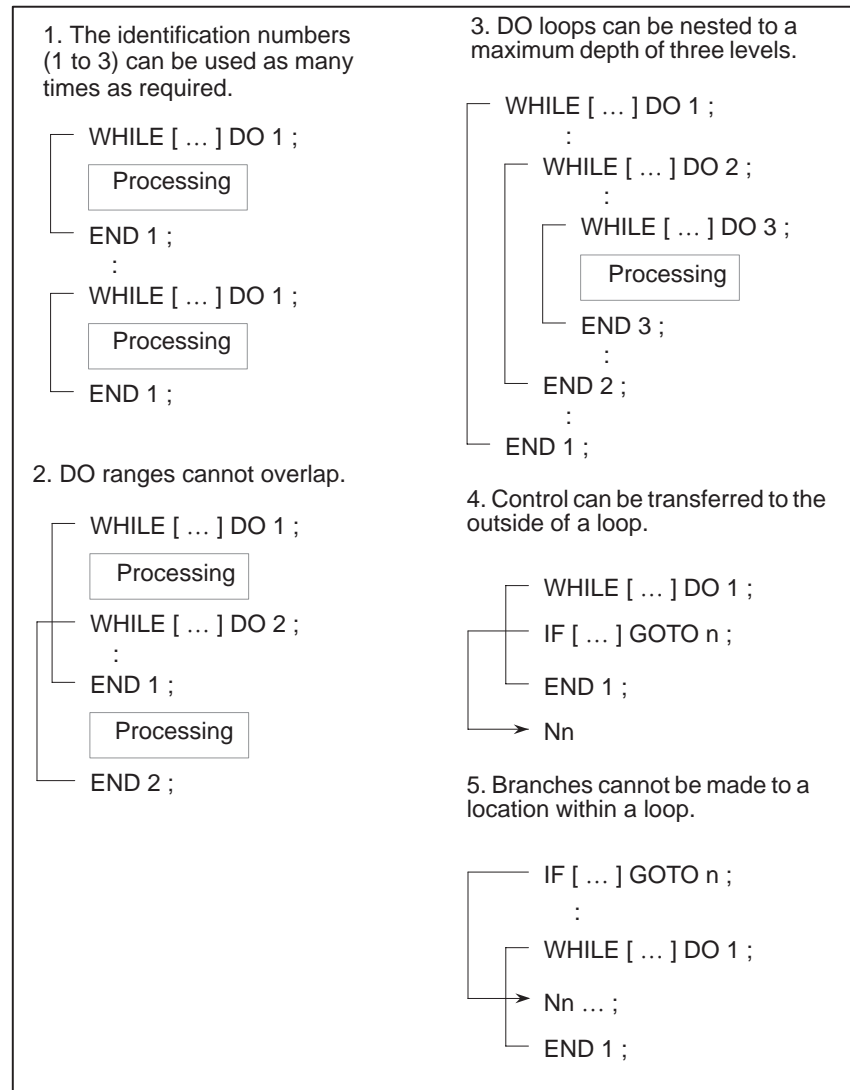 1. The identification numbers
(1 to 3) can be used as many
times as required.
WHILE [ … ] DO 1 ;
Processing
END 1 ;
:
WHILE [ … ] DO 1 ;
Processing
END 1 ;
2. DO ranges cannot overlap.
WHILE [ … ] DO 1 ;
Processing
WHILE [ … ] DO 2 ;
:
END 1 ;
Processing
END 2 ;
3. DO loops can be nested to a
maximum depth of three levels.
WHILE [ … ] DO 1 ;
:
WHILE [ … ] DO 2 ;
:
WHILE [ … ] DO 3 ;
Processing
END 3 ;
:
END 2 ;
:
END 1 ;
4. Control can be transferred to the
outside of a loop.
WHILE [ … ] DO 1 ;
IF [ … ] GOTO n ;
END 1 ;
Nn
5. Branches cannot be made to a
location within a loop.
IF [ … ] GOTO n ;
:
WHILE [ … ] DO 1 ;
Nn … ;
END 1 ;